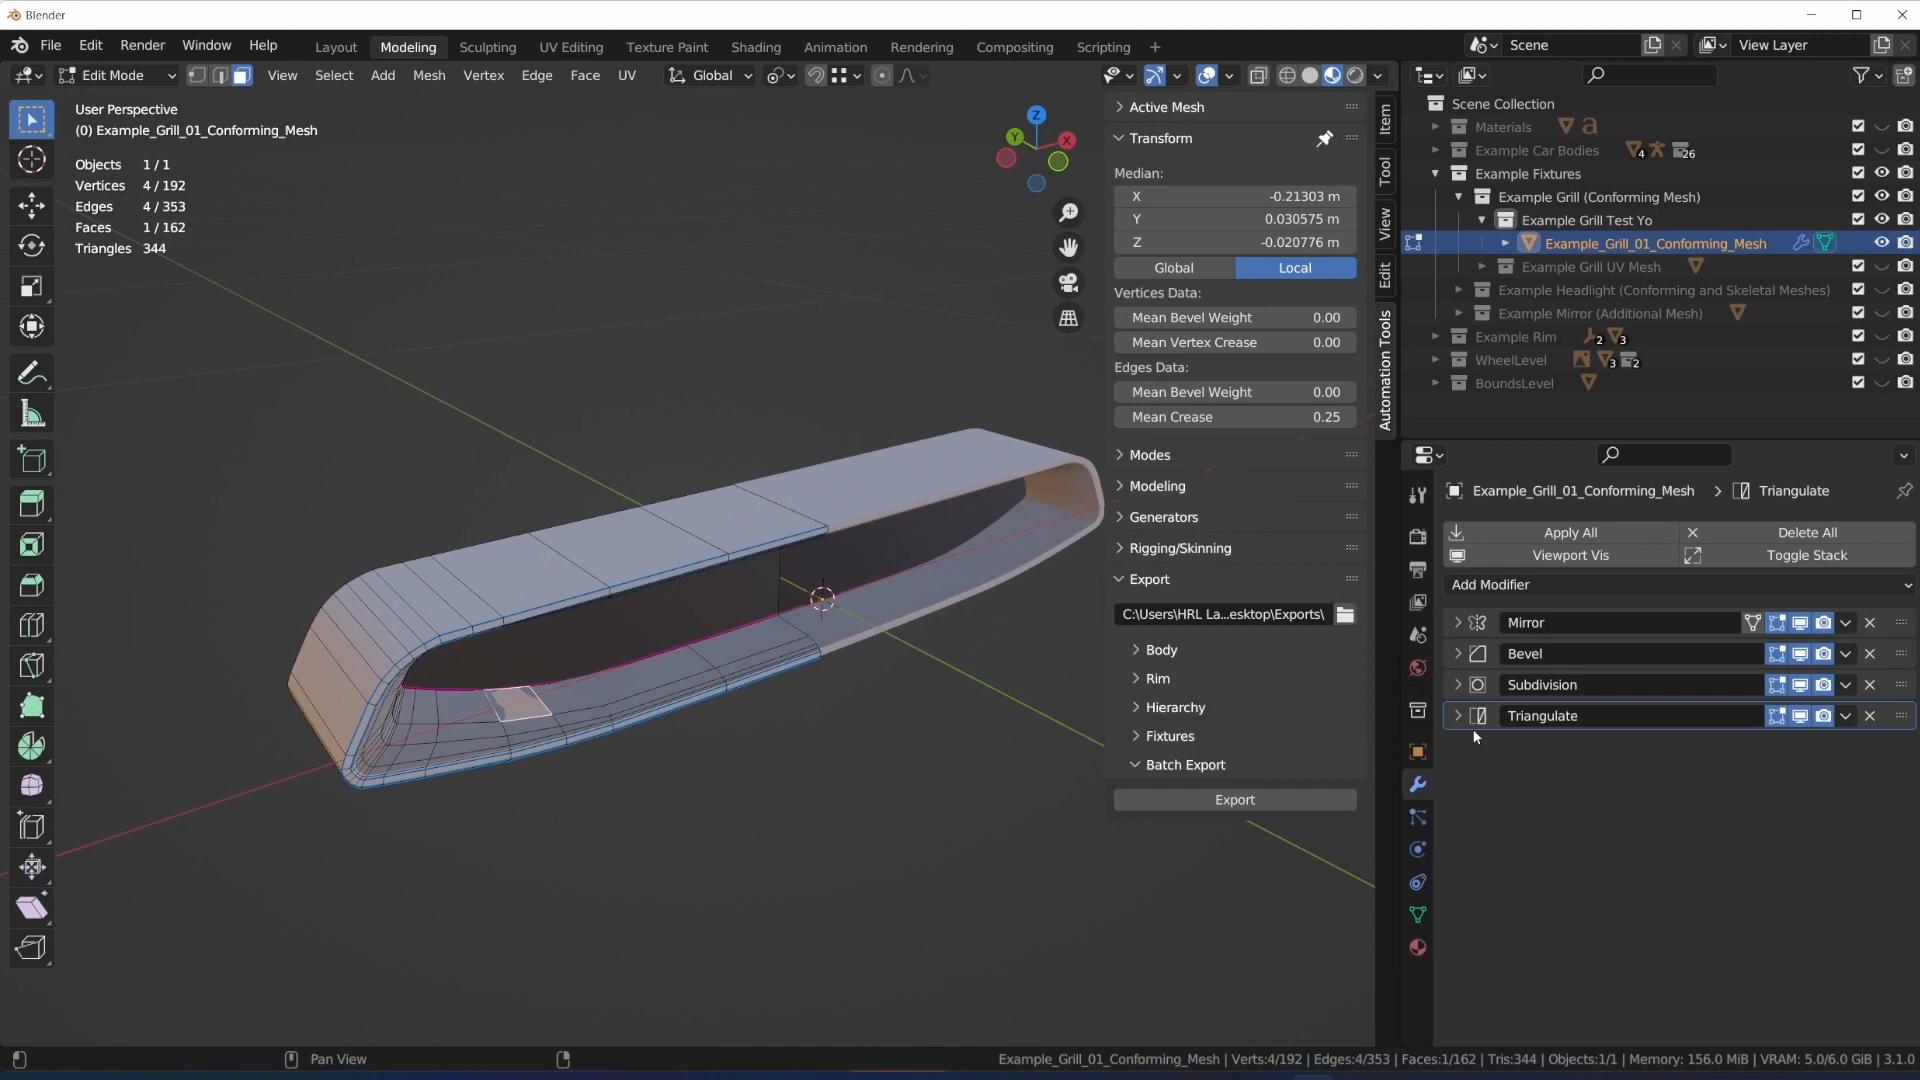 Blender
File Edit Render Window Help Layout Modeling Sculpting UV Editing Texture Paint Shading Animation Rendering Compositing Scripting + Scene View Layer
Edit Mode View Select Add Mesh Vertex Edge Face UV Global
User Perspective
(0) Example_Grill_01_Conforming_Mesh
Objects 1 / 1
Vertices 4 / 192
Edges 4 / 353
Faces 1 / 162
Triangles 344
Z
Y
X
Active Mesh
Transform
Median:
X -0.21303 m
Y 0.030575 m
Z -0.020776 m
Global Local
Vertices Data:
Mean Bevel Weight 0.00
Mean Vertex Crease 0.00
Edges Data:
Mean Bevel Weight 0.00
Mean Crease 0.25
Modes
Modeling
Generators
Rigging/Skinning
Export
C:\Users\HRL La...esktop\Exports\
Body
Rim
Hierarchy
Fixtures
Batch Export
Export
Item
Tool
View
Edit
Automation Tools
Scene Collection
Materials
Example Car Bodies 4 26
Example Fixtures
Example Grill (Conforming Mesh)
Example Grill Test Yo
Example_Grill_01_Conforming_Mesh
Example Grill UV Mesh
Example Headlight (Conforming and Skeletal Meshes)
Example Mirror (Additional Mesh)
Example Rim 2 3
WheelLevel 3 2
BoundsLevel
Example_Grill_01_Conforming_Mesh > Triangulate
Apply All Delete All
Viewport Vis Toggle Stack
Add Modifier
Mirror
Bevel
Subdivision
Triangulate
Pan View
Example_Grill_01_Conforming_Mesh | Verts:4/192 | Edges:4/353 | Faces:1/162 | Tris:344 | Objects:1/1 | Memory: 156.0 MiB | VRAM: 5.0/6.0 GiB | 3.1.0